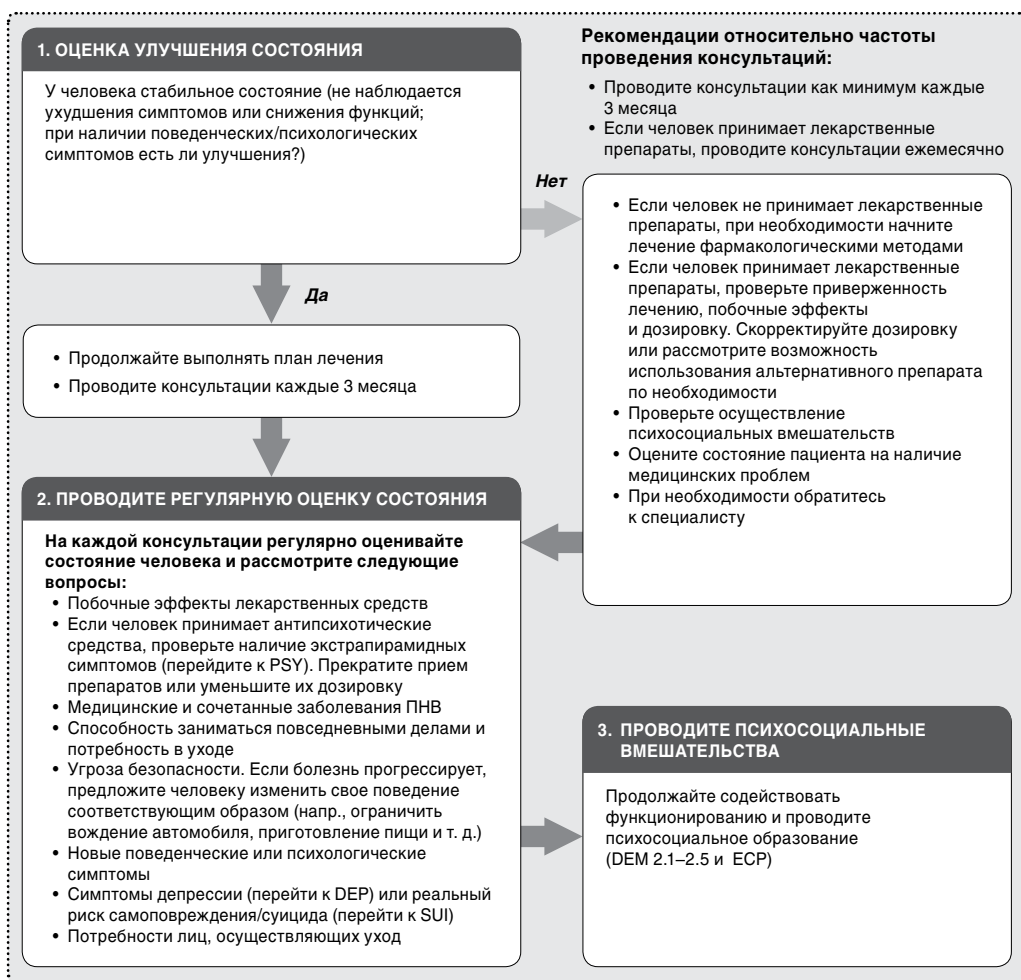 1. ОЦЕНКА УЛУЧШЕНИЯ СОСТОЯНИЯ
У человека стабильное состояние (не наблюдается
ухудшения симптомов или снижения функций;
при наличии поведенческих/психологических
симптомов есть ли улучшения?)
Рекомендации относительно частоты
проведения консультаций:
• Проводите консультации как минимум каждые
3 месяца
• Если человек принимает лекарственные
препараты, проводите консультации ежемесячно
Нет
• Если человек не принимает лекарственные
препараты, при необходимости начните
лечение фармакологическими методами
• Если человек принимает лекарственные
препараты, проверьте приверженность
лечению, побочные эффекты
и дозировку. Скорректируйте дозировку
или рассмотрите возможность
использования альтернативного препарата
по необходимости
• Проверьте осуществление
психосоциальных вмешательств
• Оцените состояние пациента на наличие
медицинских проблем
• При необходимости обратитесь
к специалисту
Да
• Продолжайте выполнять план лечения
• Проводите консультации каждые 3 месяца
2. ПРОВОДИТЕ РЕГУЛЯРНУЮ ОЦЕНКУ СОСТОЯНИЯ
На каждой консультации регулярно оценивайте
состояние человека и рассмотрите следующие
вопросы:
• Побочные эффекты лекарственных средств
• Если человек принимает антипсихотические
средства, проверьте наличие экстрапирамидных
симптомов (перейдите к PSY). Прекратите прием
препаратов или уменьшите их дозировку
• Медицинские и сочетанные заболевания ПНВ
• Способность заниматься повседневными делами и
потребность в уходе
• Угроза безопасности. Если болезнь прогрессирует,
предложите человеку изменить свое поведение
соответствующим образом (напр., ограничить
вождение автомобиля, приготовление пищи и т. д.)
• Новые поведенческие или психологические
симптомы
• Симптомы депрессии (перейти к DEP) или реальный
риск самоповреждения/суицида (перейти к SUI)
• Потребности лиц, осуществляющих уход
3. ПРОВОДИТЕ ПСИХОСОЦИАЛЬНЫЕ
ВМЕШАТЕЛЬСТВА
Продолжайте содействовать
функционированию и проводите
психосоциальное образование
(DEM 2.1–2.5 и ECP)